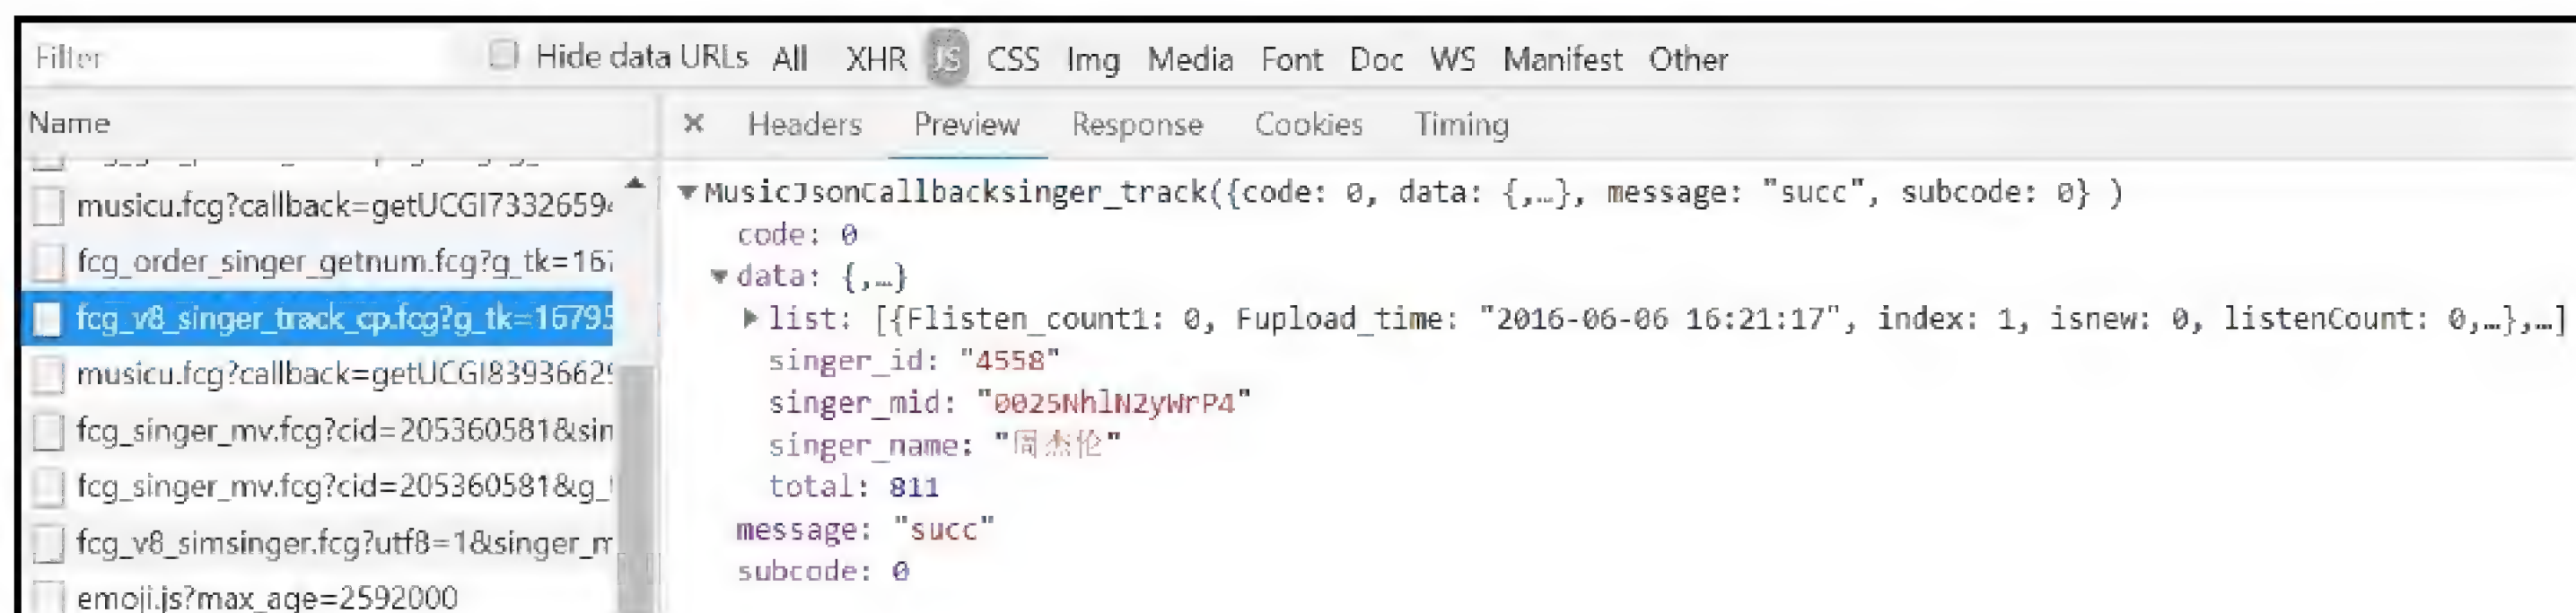 Filter Hide data URLs All XHR JS CSS Img Media Font Doc WS Manifest Other
Name × Headers Preview Response Cookies Timing
musicu.fcg?callback=getUCGI7332659
MusicJsonCallbacksinger_track({code: 0, data: {,…}, message: "succ", subcode: 0} )
code: 0
fcg_order_singer_getnum.fcg?g_tk=16
data: {,…}
fcg_v8_singer_track_cp.fcg?g_tk=16795
list: [{Flisten_count1: 0, Fupload_time: "2016-06-06 16:21:17", index: 1, isnew: 0, listenCount: 0,…},…]
singer_id: "4558"
musicu.fcg?callback=getUCGI8393662
singer_mid: "0025NhlN2yWrP4"
fcg_singer_mv.fcg?cid=205360581&sin
singer_name: "周杰伦"
fcg_singer_mv.fcg?cid=205360581&g_
total: 811
message: "succ"
fcg_v8_simsinger.fcg?utf8=1&singer_m
subcode: 0
emoji.js?max_age=2592000